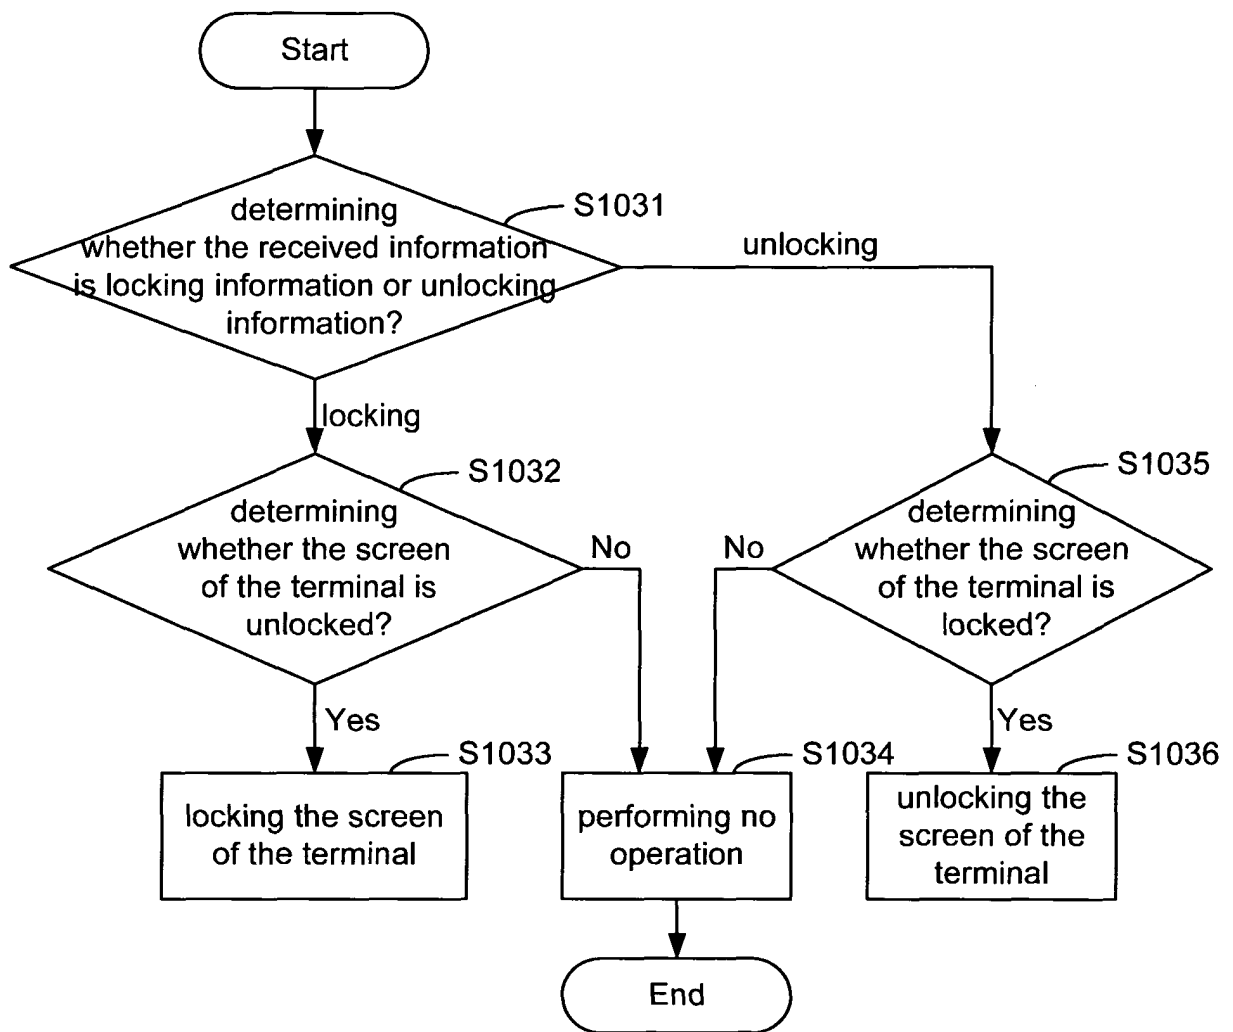 Start
determining
whether the received information
is locking information or unlocking
information?
S1031
unlocking
locking
S1032
determining
whether the screen
of the terminal is
unlocked?
No
No
S1035
determining
whether the screen
of the terminal is
locked?
Yes
Yes
S1033
locking the screen
of the terminal
S1034
performing no
operation
S1036
unlocking the
screen of the
terminal
End